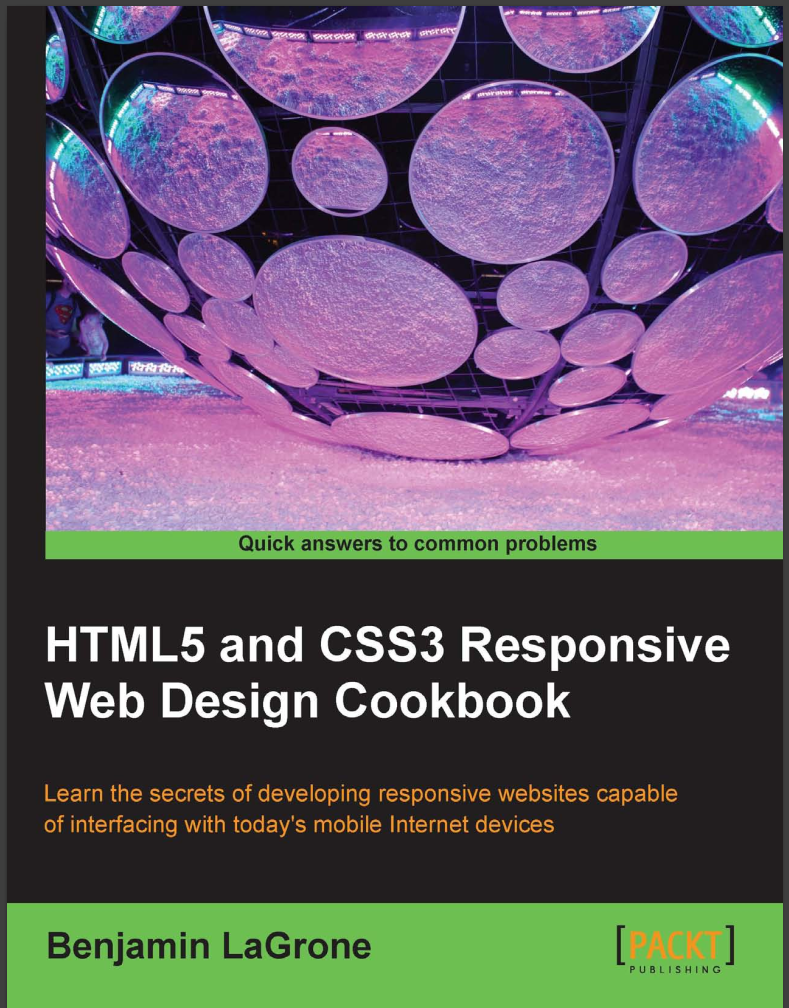 Quick answers to common problems
HTML5 and CSS3 Responsive
Web Design Cookbook
Learn the secrets of developing responsive websites capable
of interfacing with today's mobile Internet devices
Benjamin LaGrone
[PACKT]
PUBLISHING